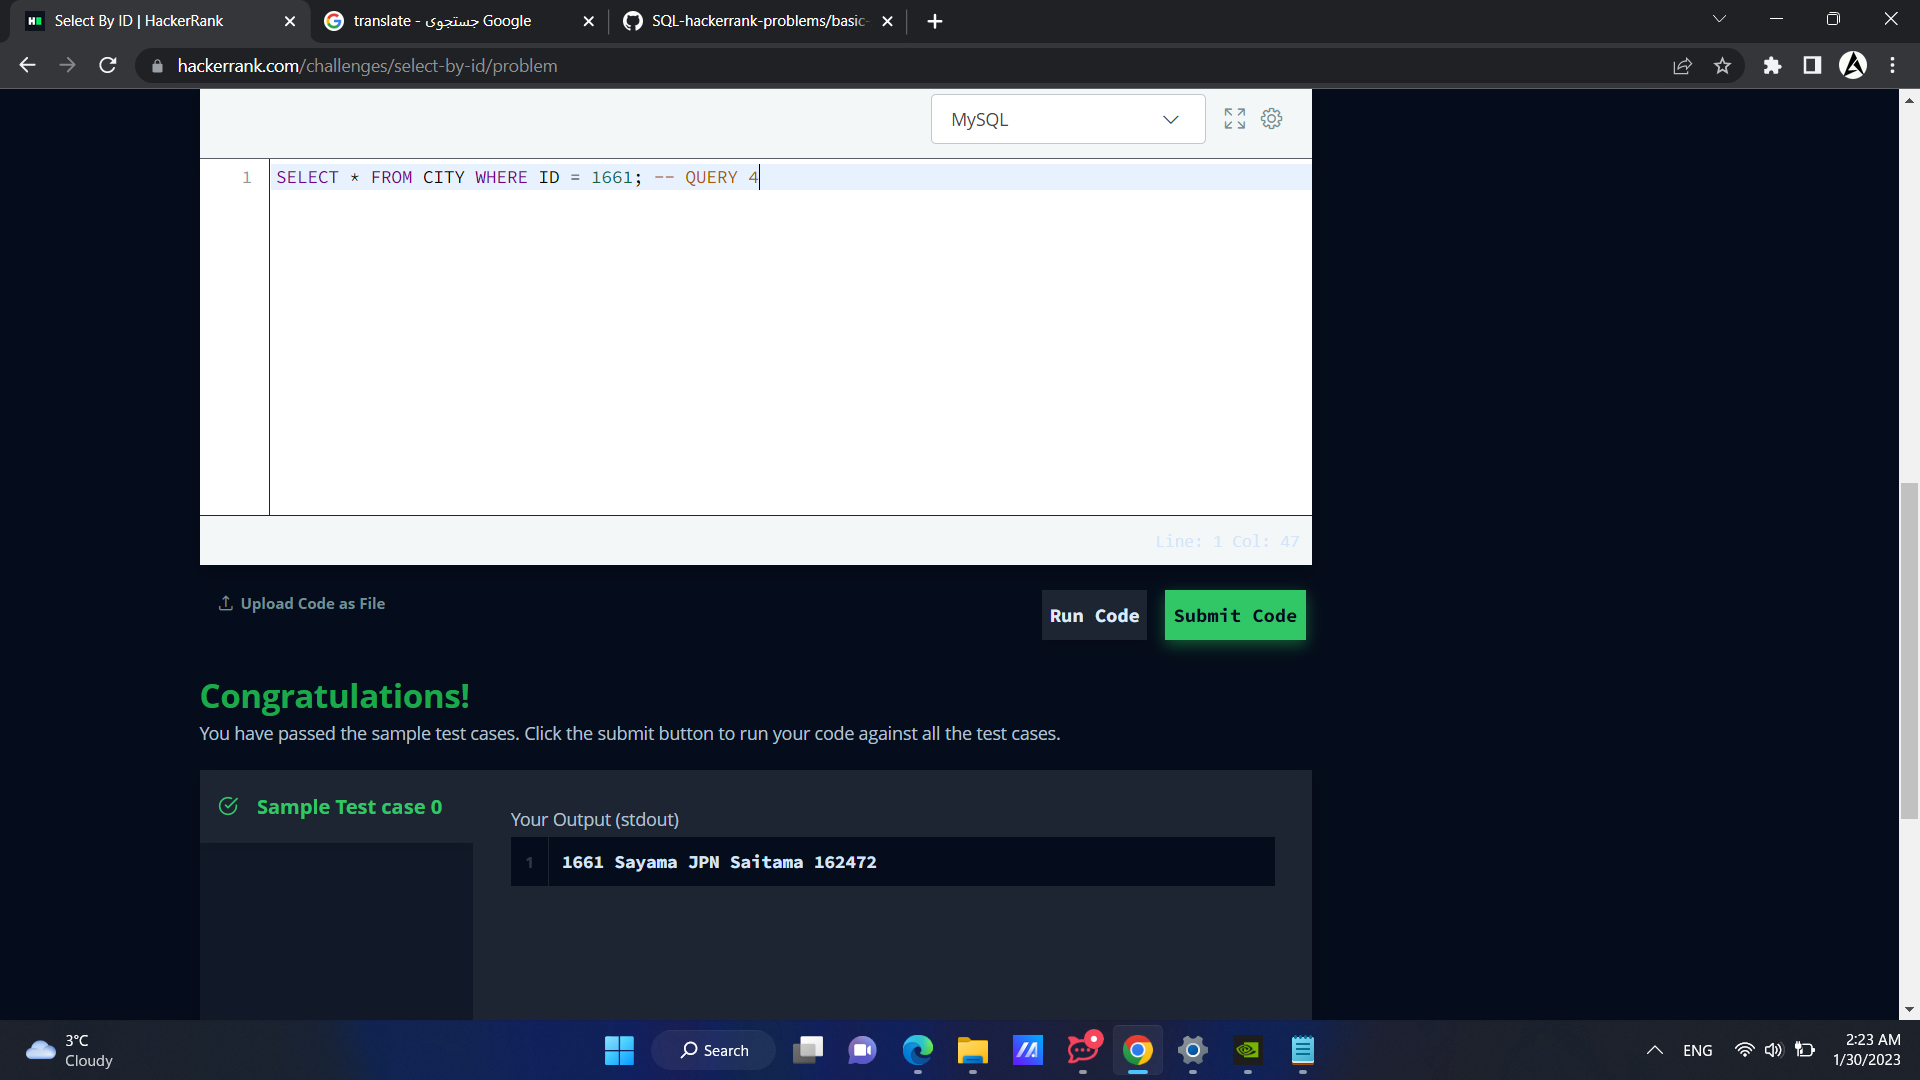 Select By ID | HackerRank
translate - جستجوی Google
SQL-hackerrank-problems/basic-
hackerrank.com/challenges/select-by-id/problem
MySQL
1 SELECT * FROM CITY WHERE ID = 1661; -- QUERY 4
Line: 1 Col: 47
Upload Code as File
Run Code
Submit Code
Congratulations!
You have passed the sample test cases. Click the submit button to run your code against all the test cases.
Sample Test case 0
Your Output (stdout)
1 1661 Sayama JPN Saitama 162472
3°C
Cloudy
Search
ENG
2:23 AM
1/30/2023